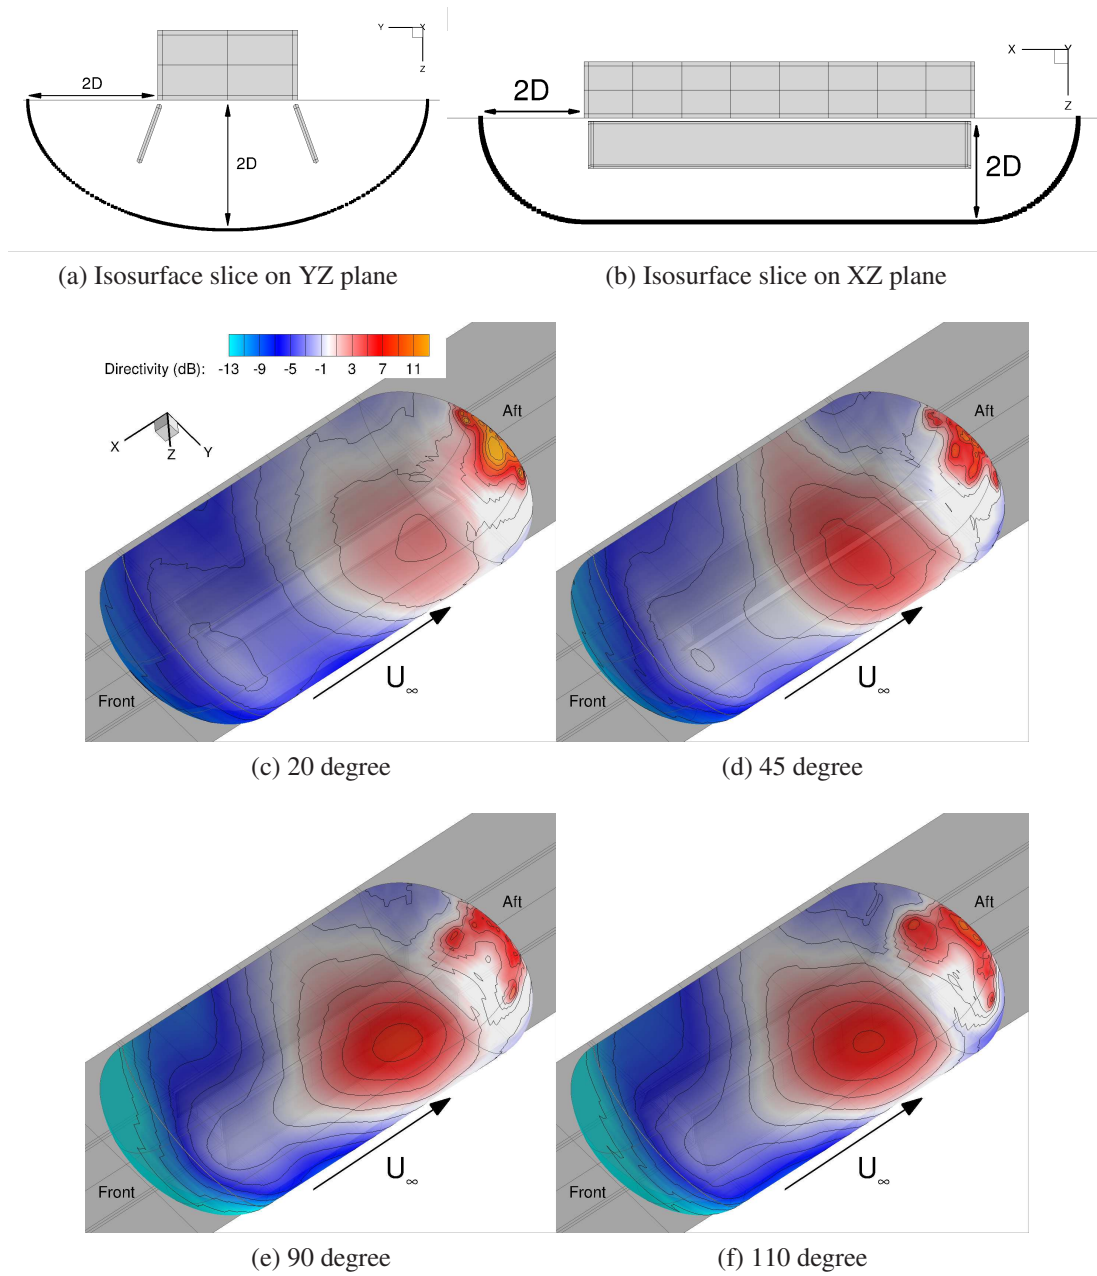 Y X
Z
2D
2D
X Y
Z
2D
2D
(a) Isosurface slice on YZ plane
(b) Isosurface slice on XZ plane
Directivity (dB): -13 -9 -5 -1 3 7 11
X Z Y
Aft
Front
U∞
Aft
Front
U∞
(c) 20 degree
(d) 45 degree
Aft
Front
U∞
Aft
Front
U∞
(e) 90 degree
(f) 110 degree